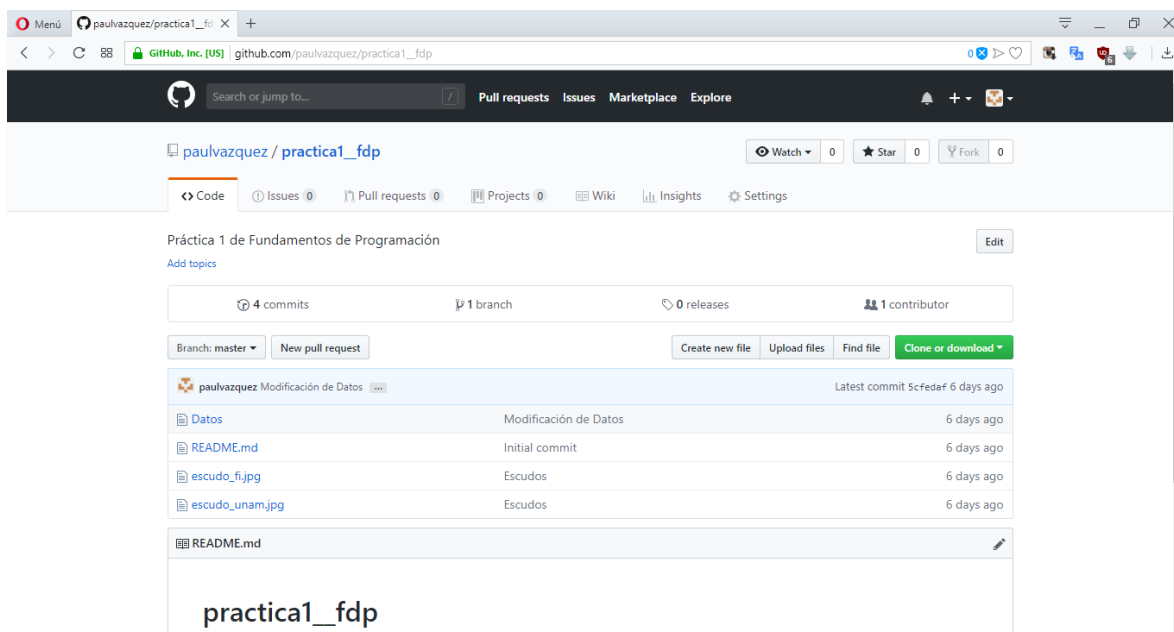 Menú paulvazquez/practica1__fd
GitHub, Inc. [US] github.com/paulvazquez/practica1__fdp 0 6
Search or jump to... / Pull requests Issues Marketplace Explore
paulvazquez / practica1__fdp Watch 0 Star 0 Fork 0
Code Issues 0 Pull requests 0 Projects 0 Wiki Insights Settings
Práctica 1 de Fundamentos de Programación Edit
Add topics
4 commits 1 branch 0 releases 1 contributor
Branch: master New pull request Create new file Upload files Find file Clone or download
paulvazquez Modificación de Datos ... Latest commit 5cfedaf 6 days ago
Datos Modificación de Datos 6 days ago
README.md Initial commit 6 days ago
escudo_fi.jpg Escudos 6 days ago
escudo_unam.jpg Escudos 6 days ago
README.md
practica1__fdp